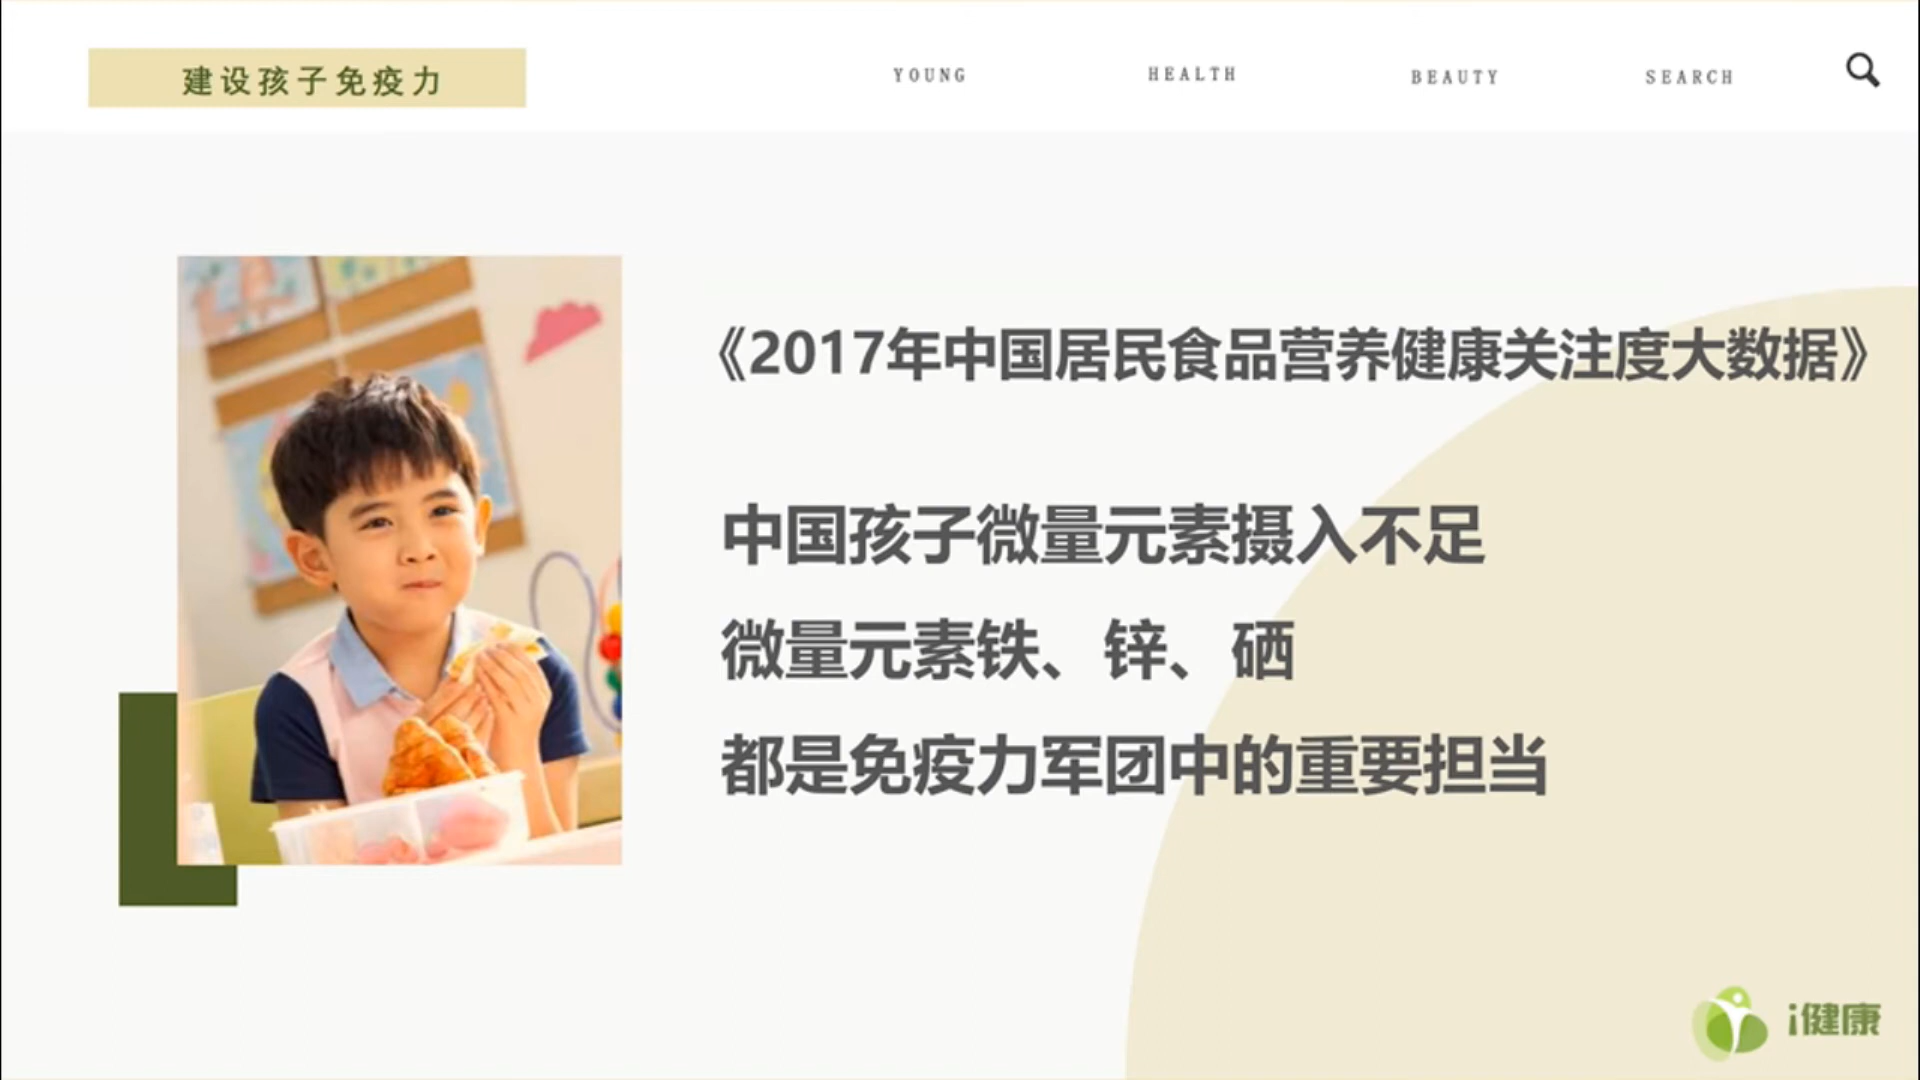 建设孩子免疫力
YOUNG
HEALTH
BEAUTY
SEARCH
《2017年中国居民食品营养健康关注度大数据》
中国孩子微量元素摄入不足
微量元素铁、锌、硒
都是免疫力军团中的重要担当
i健康